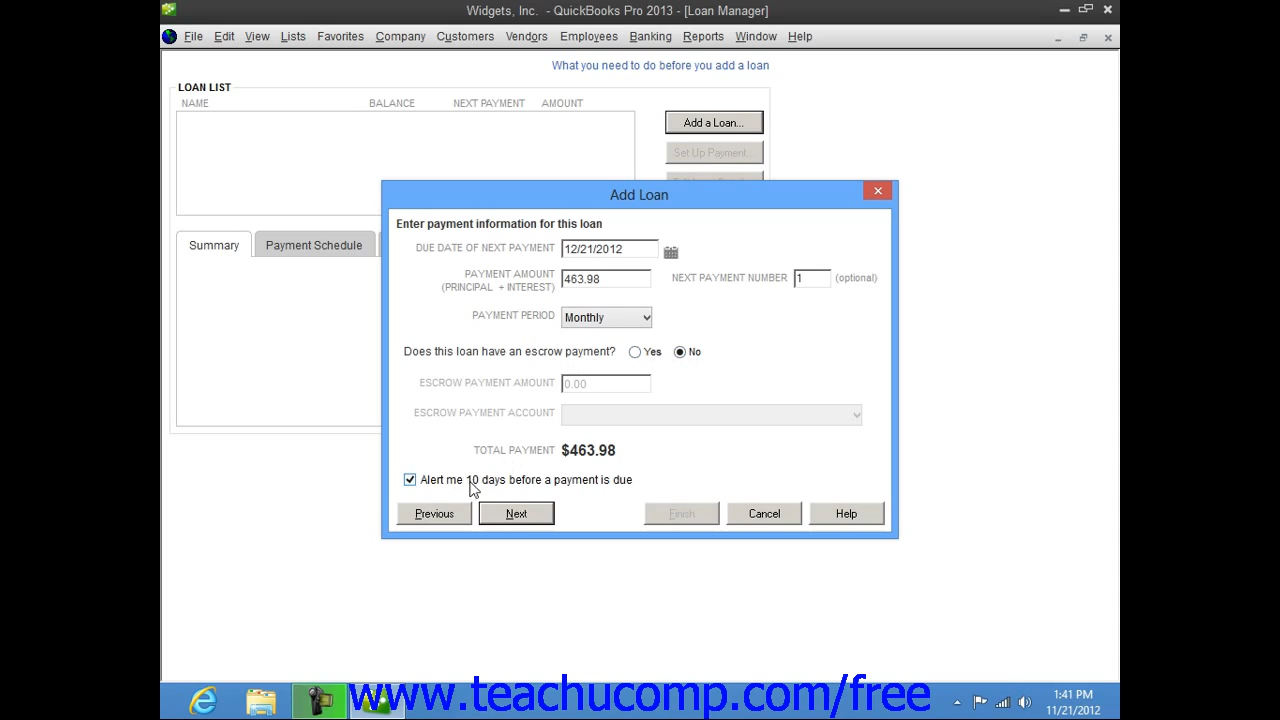 Widgets, Inc. - QuickBooks Pro 2013 - [Loan Manager]
File Edit View Lists Favorites Company Customers Vendors Employees Banking Reports Window Help
What you need to do before you add a loan
LOAN LIST
NAME BALANCE NEXT PAYMENT AMOUNT
Add a Loan...
Set Up Payment...
Add Loan
Enter payment information for this loan
DUE DATE OF NEXT PAYMENT 12/21/2012
PAYMENT AMOUNT
(PRINCIPAL + INTEREST) 463.98 NEXT PAYMENT NUMBER 1 (optional)
Summary Payment Schedule
PAYMENT PERIOD Monthly
Does this loan have an escrow payment? Yes No
ESCROW PAYMENT AMOUNT 0.00
ESCROW PAYMENT ACCOUNT
TOTAL PAYMENT $463.98
Alert me 10 days before a payment is due
Previous Next Finish Cancel Help
www.teachucomp.com/free
1:41 PM
11/21/2012